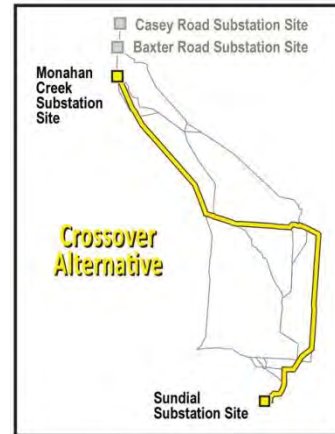 Casey Road Substation Site
Baxter Road Substation Site
Monahan
Creek
Substation
Site
Crossover
Alternative
Sundial
Substation Site